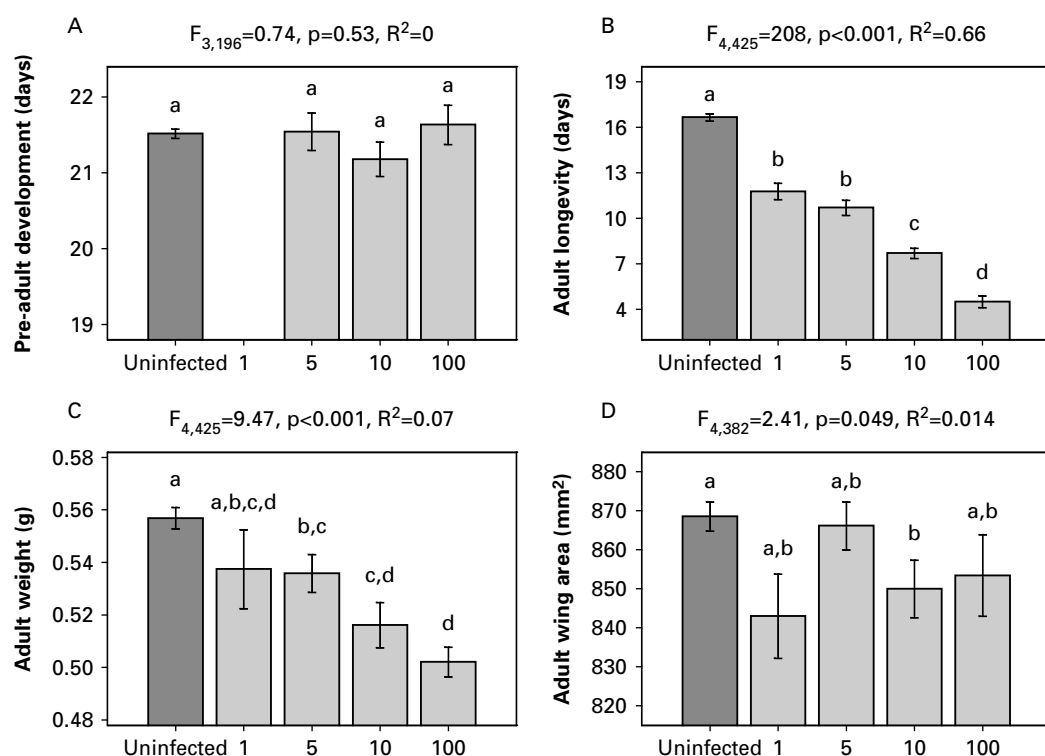 A
F3,196=0.74, p=0.53, R2=0
Pre-adult development (days)
22
21
20
19
a
a
a
a
Uninfected 1 5 10 100
B
F4,425=208, p<0.001, R2=0.66
Adult longevity (days)
19
16
13
10
7
4
a
b
b
c
d
Uninfected 1 5 10 100
C
F4,425=9.47, p<0.001, R2=0.07
Adult weight (g)
0.58
0.56
0.54
0.52
0.50
0.48
a
a,b,c,d
b,c
c,d
d
Uninfected 1 5 10 100
D
F4,382=2.41, p=0.049, R2=0.014
Adult wing area (mm2)
880
870
860
850
840
830
820
a
a,b
a,b
b
a,b
Uninfected 1 5 10 100